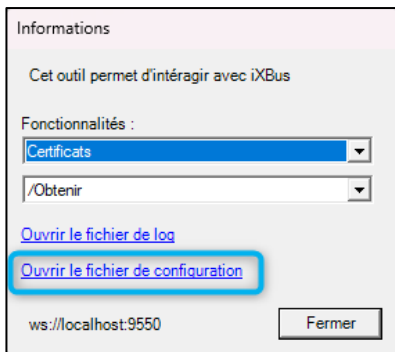 Informations
Cet outil permet d'intéragir avec iXBus
Fonctionnalités :
Certificats
/Obtenir
Ouvrir le fichier de log
Ouvrir le fichier de configuration
ws://localhost:9550
Fermer